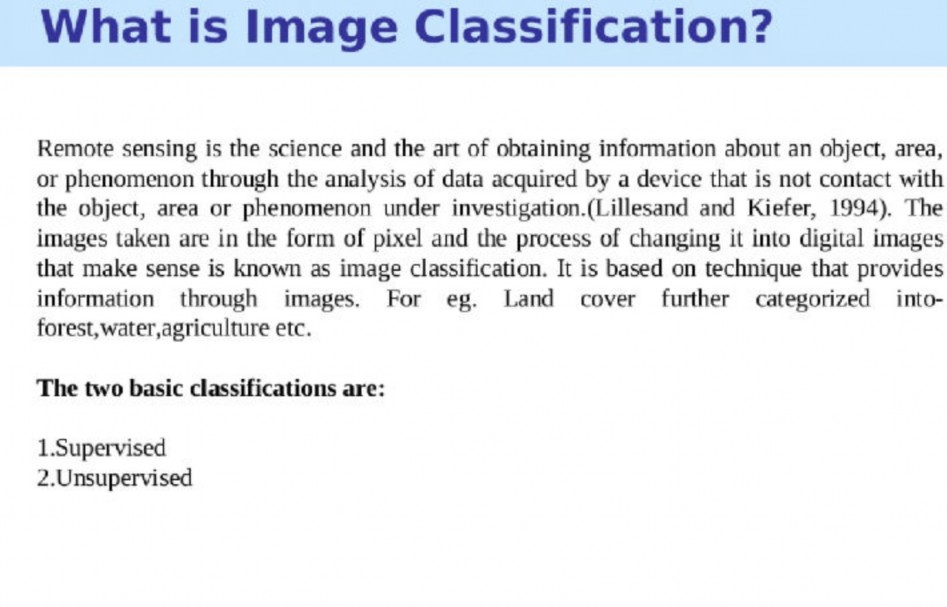 What is Image Classification?
Remote sensing is the science and the art of obtaining information about an object, area,
or phenomenon through the analysis of data acquired by a device that is not contact with
the object, area or phenomenon under investigation.(Lillesand and Kiefer, 1994). The
images taken are in the form of pixel and the process of changing it into digital images
that make sense is known as image classification. It is based on technique that provides
information through images. For eg. Land cover further categorized into-
forest,water,agriculture etc.
The two basic classifications are:
1.Supervised
2.Unsupervised